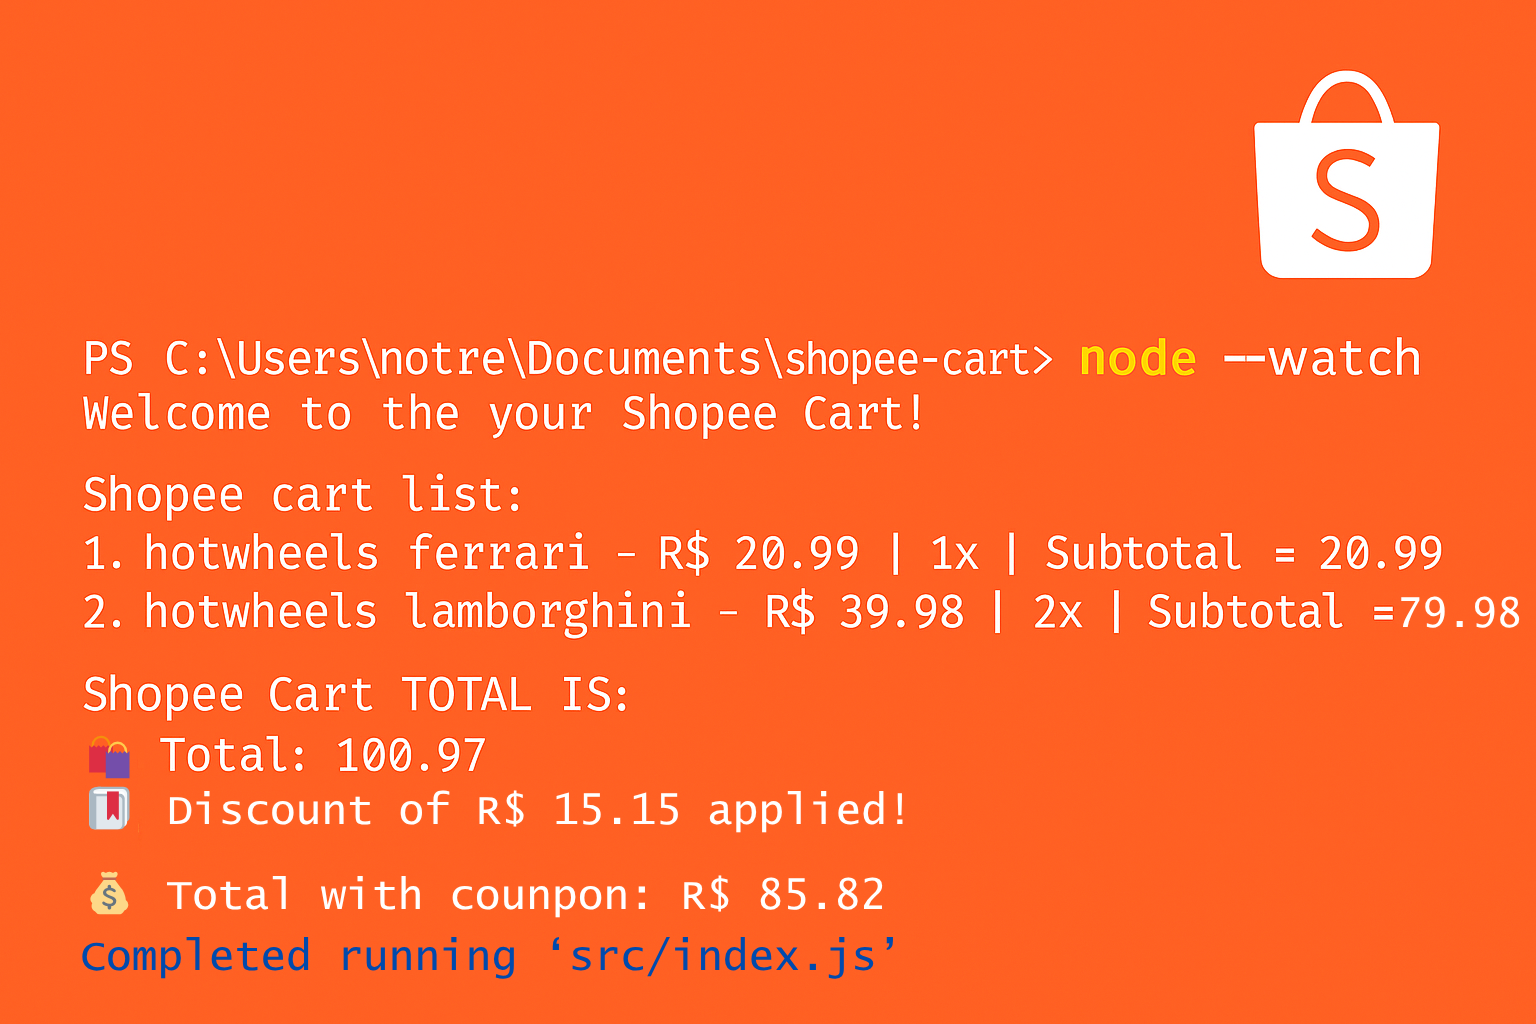 S
PS C:\Users\notre\Documents\shopee-cart> node --watch
Welcome to the your Shopee Cart!
Shopee cart list:
1. hotwheels ferrari – R$ 20.99 | 1x | Subtotal = 20.99
2. hotwheels lamborghini – R$ 39.98 | 2x | Subtotal =79.98
Shopee Cart TOTAL IS:
🛍️ Total: 100.97
📑 Discount of R$ 15.15 applied!
💰 Total with counpon: R$ 85.82
Completed running ‘src/index.js’